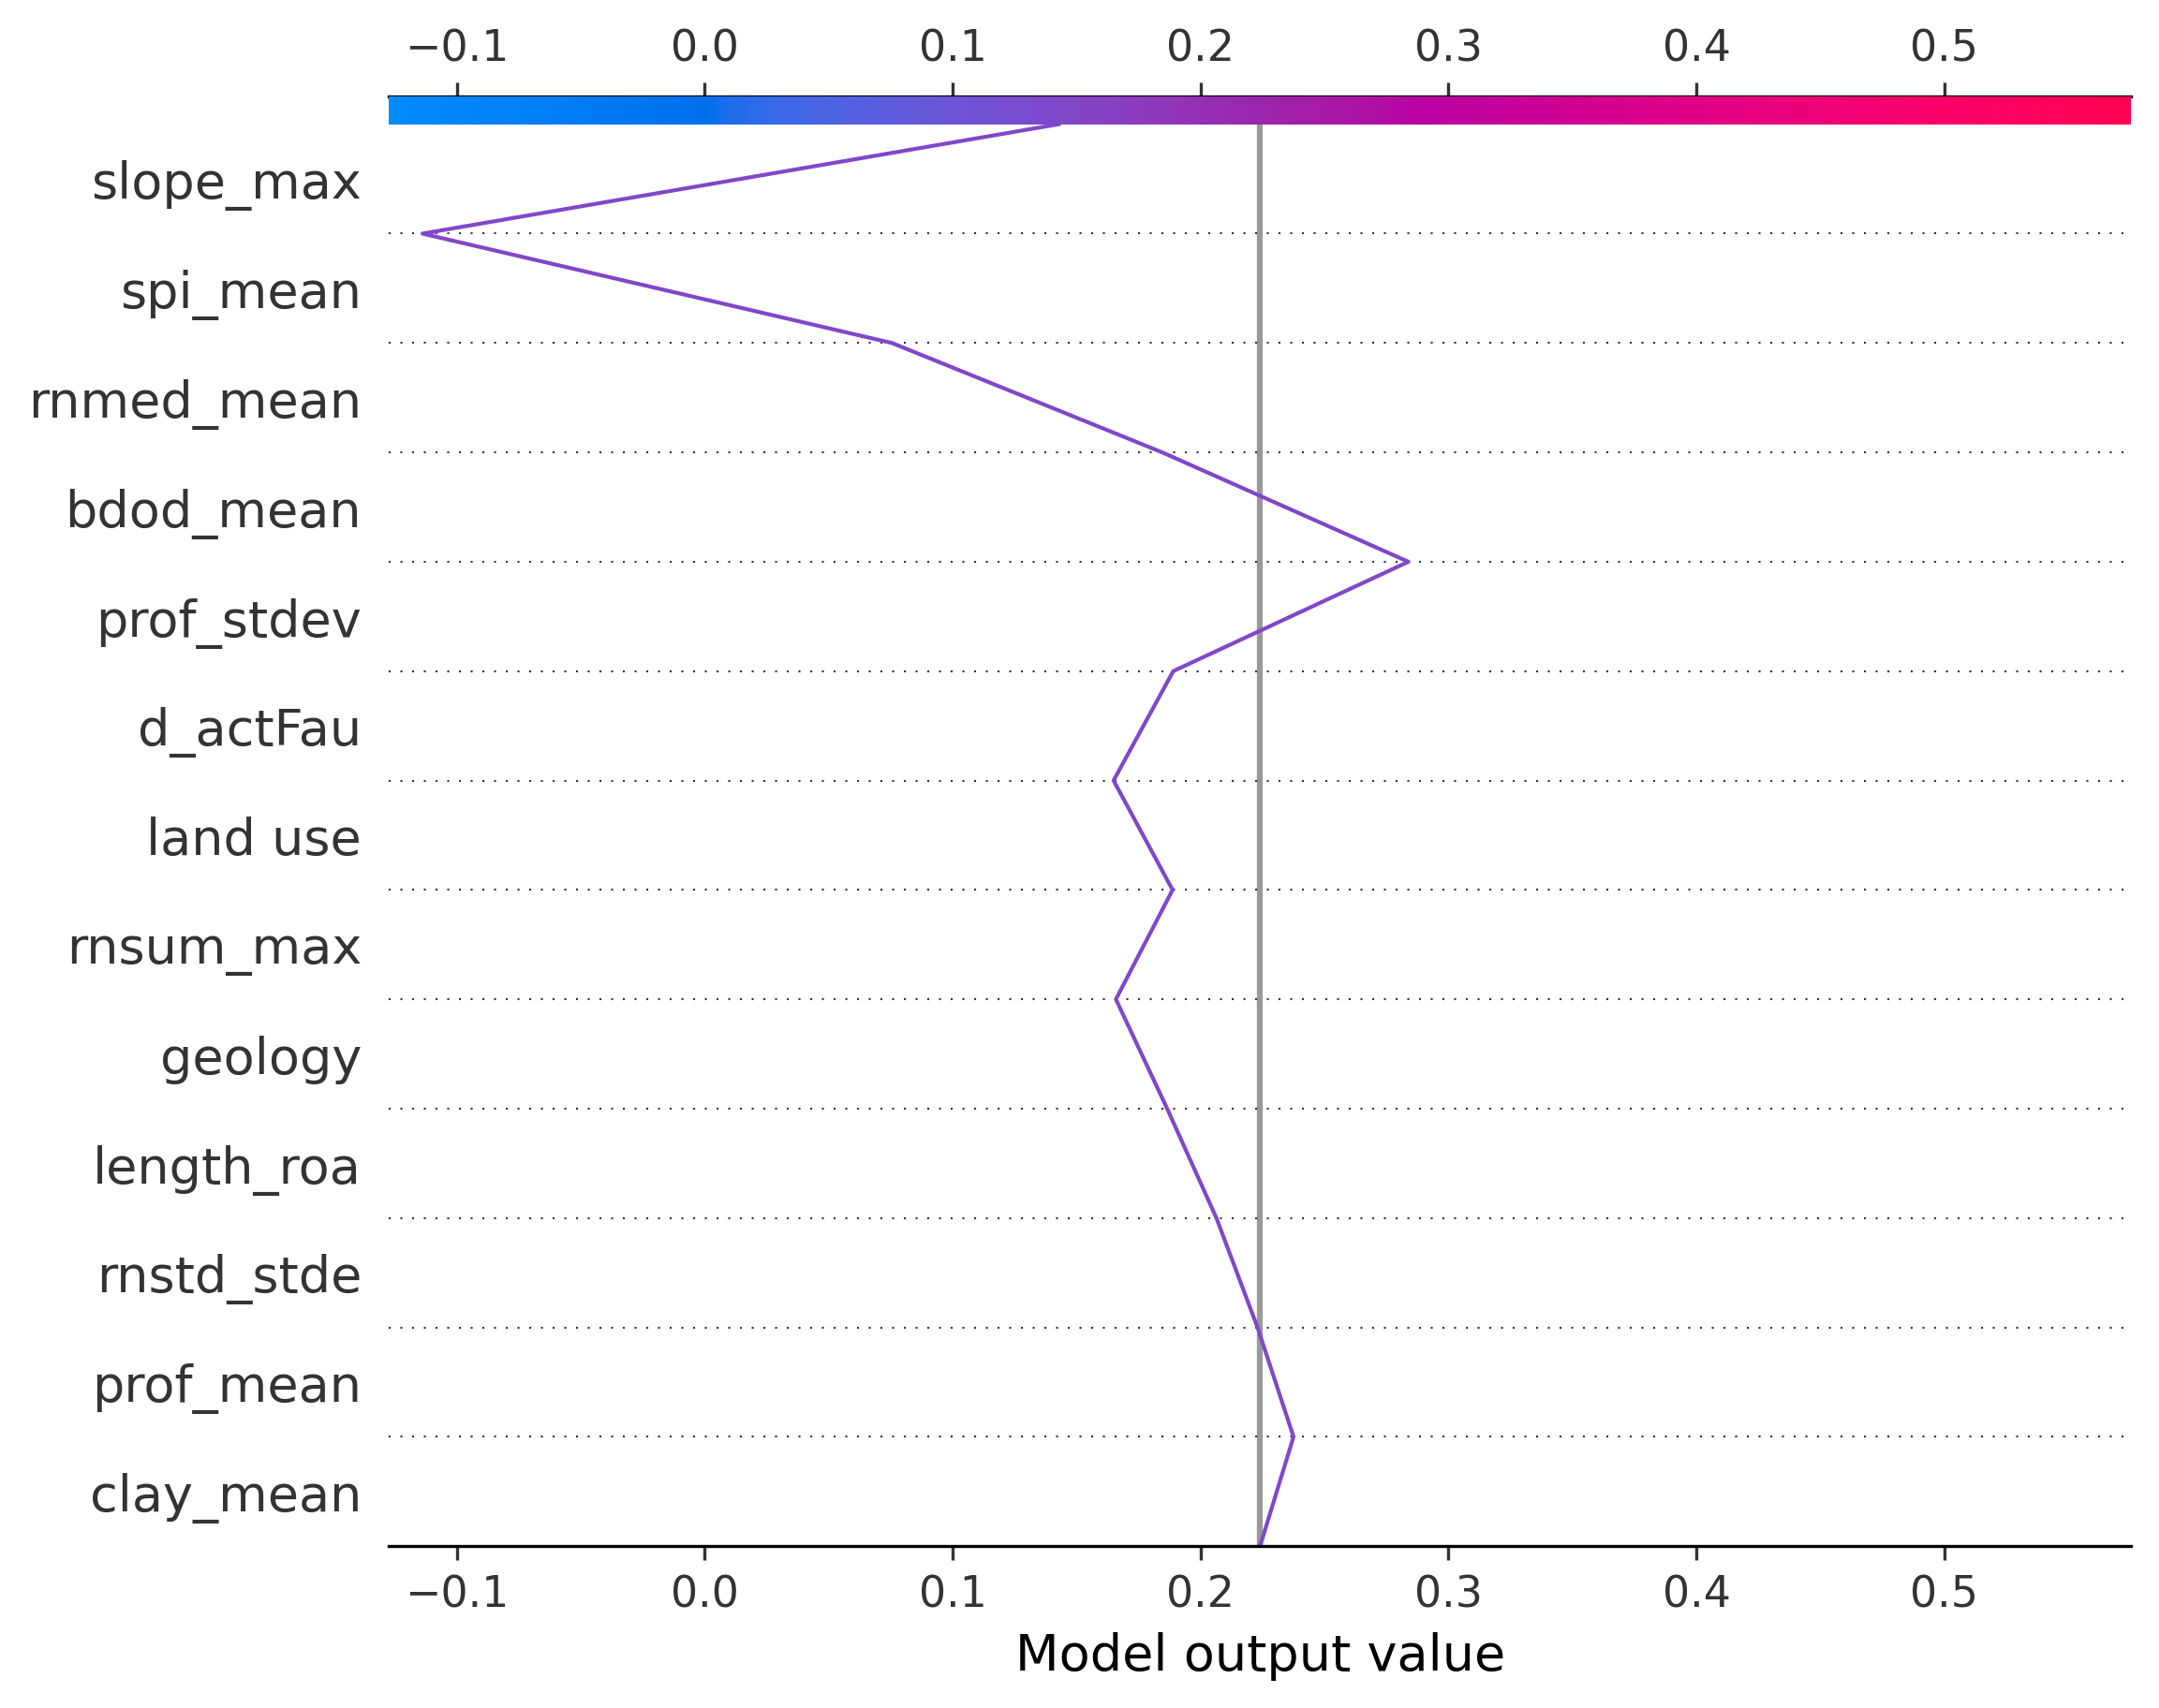 −0.1 0.0 0.1 0.2 0.3 0.4 0.5
slope_max
spi_mean
rnmed_mean
bdod_mean
prof_stdev
d_actFau
land use
rnsum_max
geology
length_roa
rnstd_stde
prof_mean
clay_mean
−0.1 0.0 0.1 0.2 0.3 0.4 0.5
Model output value